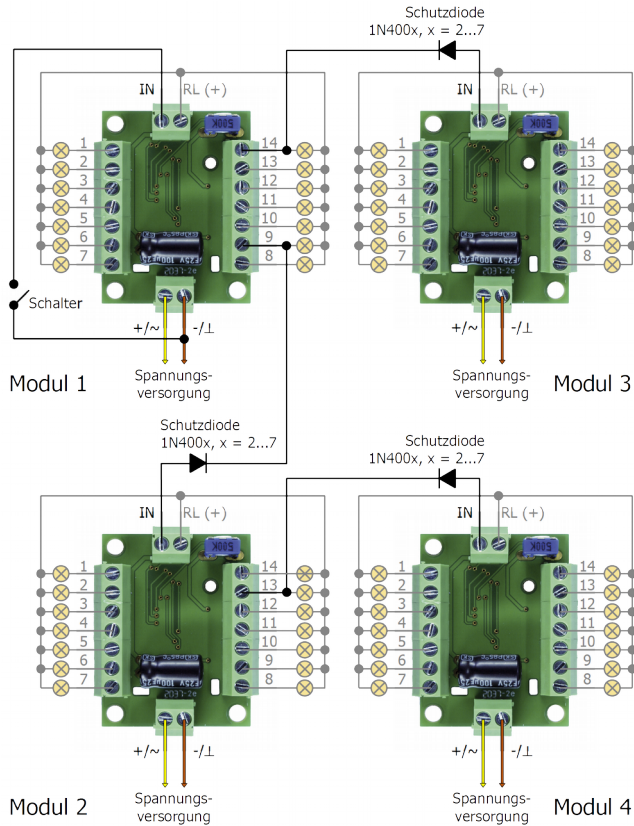 Schutzdiode
1N400x, x = 2...7
IN RL (+)
IN RL (+)
1 14
2 13
3 12
4 11
5 10
6 9
7 8
1 14
2 13
3 12
4 11
5 10
6 9
7 8
500K
500K
Schalter
+/~ -/⊥
+/~ -/⊥
Modul 1
Spannungs-
versorgung
Spannungs-
versorgung
Modul 3
Schutzdiode
1N400x, x = 2...7
Schutzdiode
1N400x, x = 2...7
IN RL (+)
IN RL (+)
1 14
2 13
3 12
4 11
5 10
6 9
7 8
1 14
2 13
3 12
4 11
5 10
6 9
7 8
500K
500K
+/~ -/⊥
+/~ -/⊥
Modul 2
Spannungs-
versorgung
Spannungs-
versorgung
Modul 4